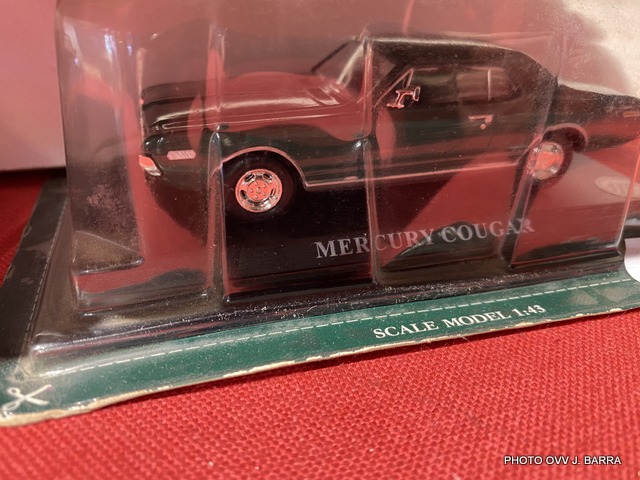 MERCURY COUGAR
SCALE MODEL 1:43
PHOTO OVV J. BARRA